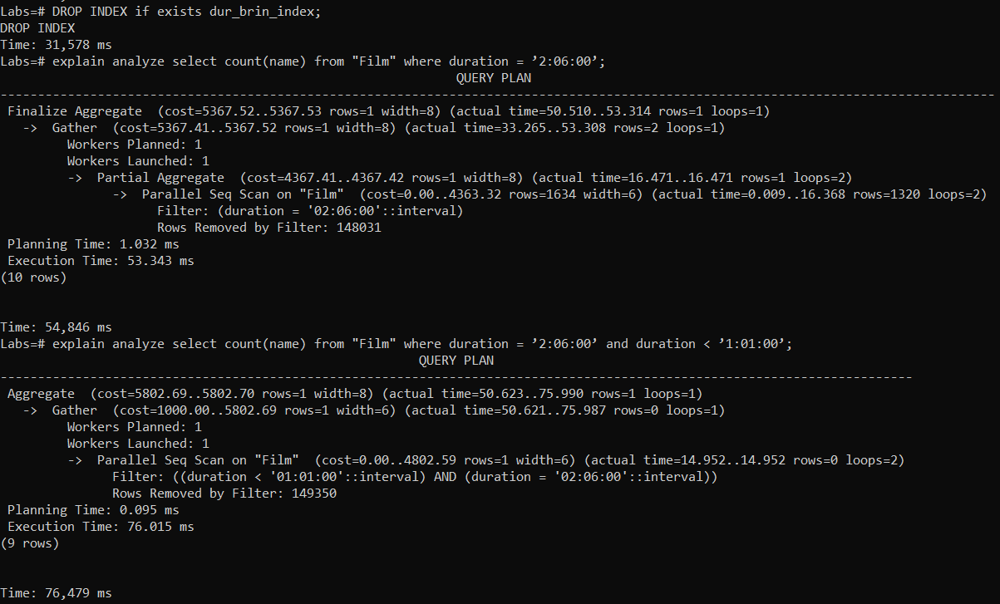 Labs=# DROP INDEX if exists dur_brin_index;
DROP INDEX
Time: 31,578 ms
Labs=# explain analyze select count(name) from "Film" where duration = ’2:06:00’;
QUERY PLAN
-------------------------------------------------------------------------------------------------------------------------------------
Finalize Aggregate  (cost=5367.52..5367.53 rows=1 width=8) (actual time=50.510..53.314 rows=1 loops=1)
  ->  Gather  (cost=5367.41..5367.52 rows=1 width=8) (actual time=33.265..53.308 rows=2 loops=1)
        Workers Planned: 1
        Workers Launched: 1
        ->  Partial Aggregate  (cost=4367.41..4367.42 rows=1 width=8) (actual time=16.471..16.471 rows=1 loops=2)
              ->  Parallel Seq Scan on "Film"  (cost=0.00..4363.32 rows=1634 width=6) (actual time=0.009..16.368 rows=1320 loops=2)
                    Filter: (duration = '02:06:00'::interval)
                    Rows Removed by Filter: 148031
Planning Time: 1.032 ms
Execution Time: 53.343 ms
(10 rows)
Time: 54,846 ms
Labs=# explain analyze select count(name) from "Film" where duration = ’2:06:00’ and duration < ’1:01:00’;
QUERY PLAN
--------------------------------------------------------------------------------------------------------------------------
Aggregate  (cost=5802.69..5802.70 rows=1 width=8) (actual time=50.623..75.990 rows=1 loops=1)
  ->  Gather  (cost=1000.00..5802.69 rows=1 width=6) (actual time=50.621..75.987 rows=0 loops=1)
        Workers Planned: 1
        Workers Launched: 1
        ->  Parallel Seq Scan on "Film"  (cost=0.00..4802.59 rows=1 width=6) (actual time=14.952..14.952 rows=0 loops=2)
              Filter: ((duration < '01:01:00'::interval) AND (duration = '02:06:00'::interval))
              Rows Removed by Filter: 149350
Planning Time: 0.095 ms
Execution Time: 76.015 ms
(9 rows)
Time: 76,479 ms